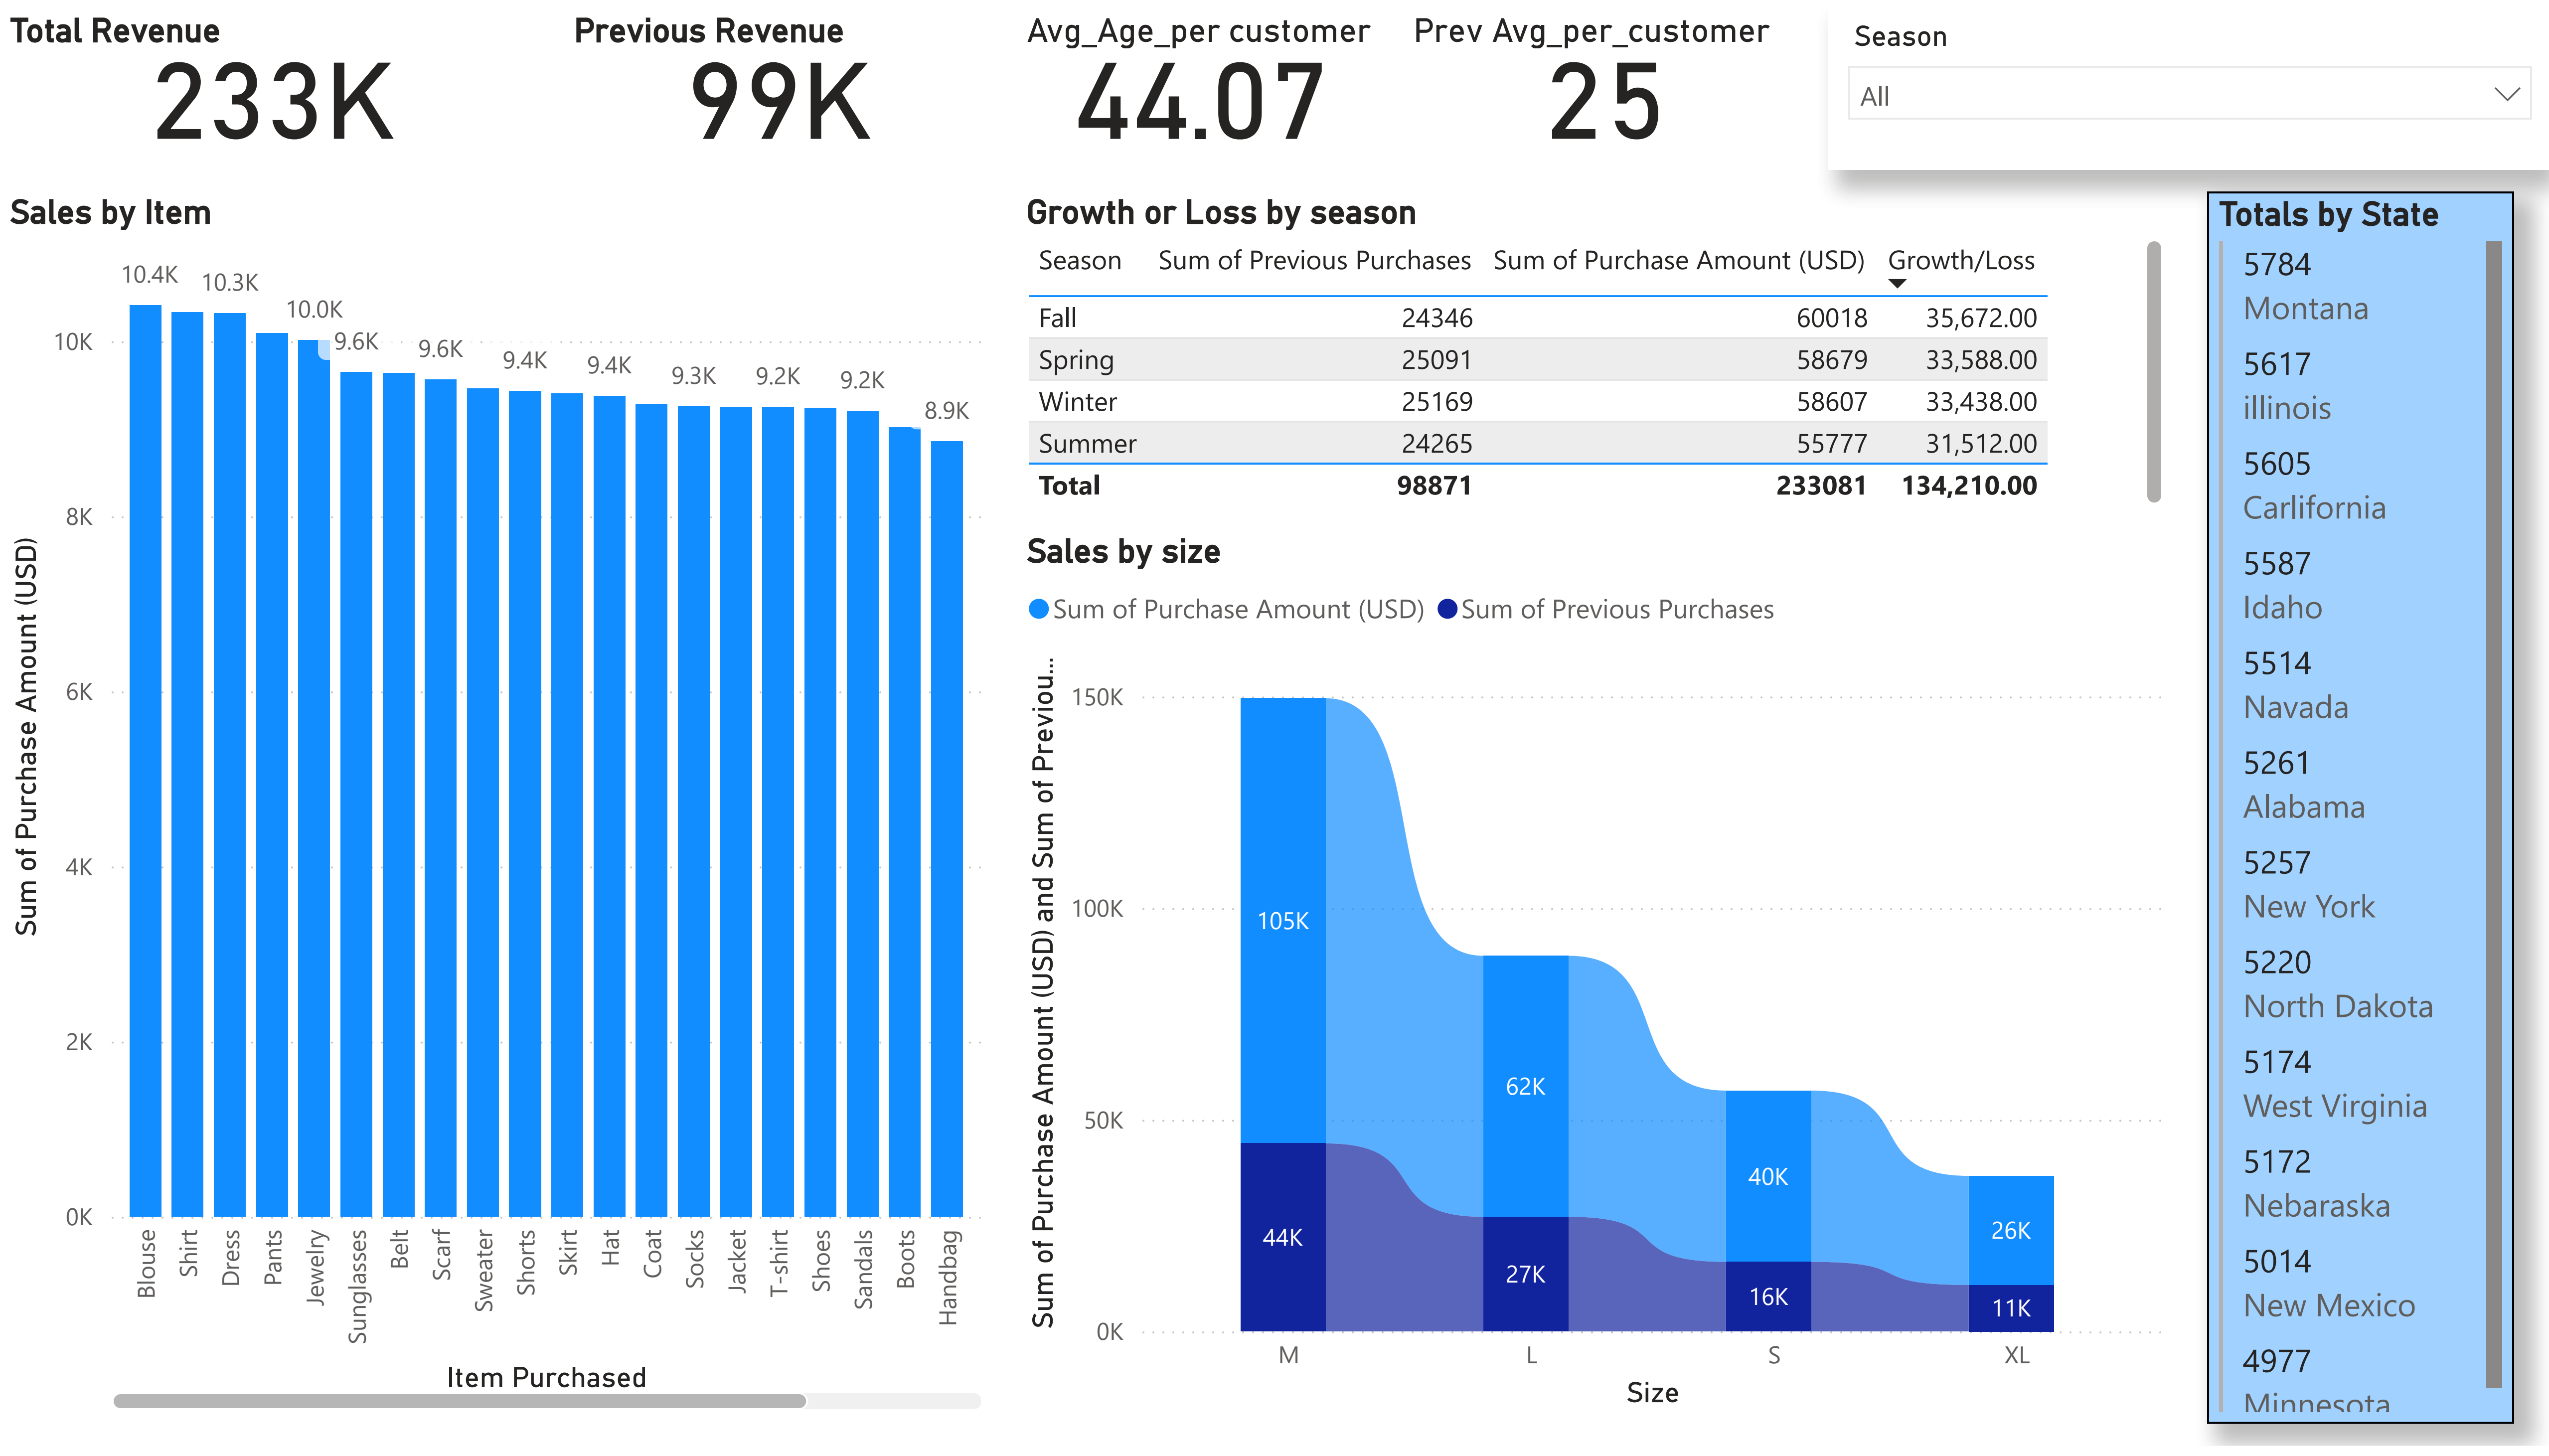 Total Revenue
233K
Previous Revenue
99K
Avg_Age_per customer
44.07
Prev Avg_per_customer
25
Season
All
Sales by Item
Sum of Purchase Amount (USD)
10K
8K
6K
4K
2K
0K
10.4K
10.3K
10.0K
9.6K
9.6K
9.4K
9.4K
9.3K
9.2K
9.2K
8.9K
Blouse
Shirt
Dress
Pants
Jewelry
Sunglasses
Belt
Scarf
Sweater
Shorts
Skirt
Hat
Coat
Socks
Jacket
T-shirt
Shoes
Sandals
Boots
Handbag
Item Purchased
Growth or Loss by season
Season Sum of Previous Purchases Sum of Purchase Amount (USD) Growth/Loss
Fall 24346 60018 35,672.00
Spring 25091 58679 33,588.00
Winter 25169 58607 33,438.00
Summer 24265 55777 31,512.00
Total 98871 233081 134,210.00
Sales by size
Sum of Purchase Amount (USD) Sum of Previous Purchases
Sum of Purchase Amount (USD) and Sum of Previou...
150K
100K
50K
0K
105K
44K
62K
27K
40K
16K
26K
11K
M
L
S
XL
Size
Totals by State
5784
Montana
5617
illinois
5605
Carlifornia
5587
Idaho
5514
Navada
5261
Alabama
5257
New York
5220
North Dakota
5174
West Virginia
5172
Nebaraska
5014
New Mexico
4977
Minnesota